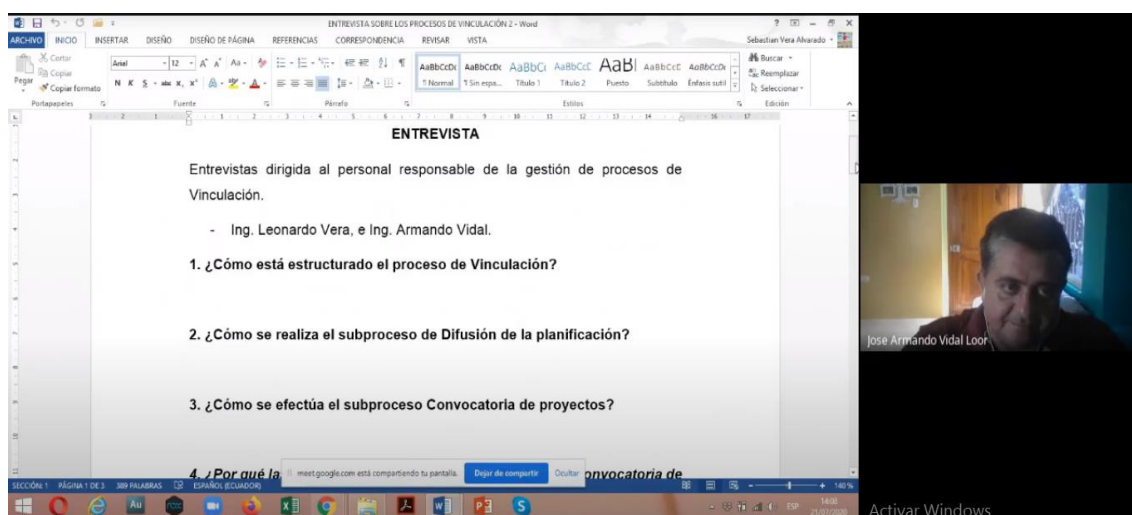 ENTREVISTA SOBRE LOS PROCESOS DE VINCULACIÓN 2 - Word
ARCHIVO INICIO INSERTAR DISEÑO DISEÑO DE PÁGINA REFERENCIAS CORRESPONDENCIA REVISAR VISTA Sebastian Vera Alvarado
Cortar
Copiar
Copiar formato
Pegar
Portapapeles
Arial 12
N K S abc
Fuente
Párrafo
AaBbCcDc AaBbCcDc AaBbCc AaBbCcC AaB AaBbCcC AaBbCcDc
¶ Normal ¶ Sin espa... Título 1 Título 2 Puesto Subtítulo Énfasis sutil
Estilos
Buscar
Reemplazar
Seleccionar
Edición
ENTREVISTA
Entrevistas dirigida al personal responsable de la gestión de procesos de
Vinculación.
- Ing. Leonardo Vera, e Ing. Armando Vidal.
1. ¿Cómo está estructurado el proceso de Vinculación?
2. ¿Cómo se realiza el subproceso de Difusión de la planificación?
3. ¿Cómo se efectúa el subproceso Convocatoria de proyectos?
4. ¿Por qué la
onvocatoria de
meet.google.com está compartiendo tu pantalla. Dejar de compartir Ocultar
SECCIÓN: 1 PÁGINA 1 DE 3 389 PALABRAS ESPAÑOL (ECUADOR) 140 %
ESP 14:08
21/07/2020
Jose Armando Vidal Loor
Activar Windows